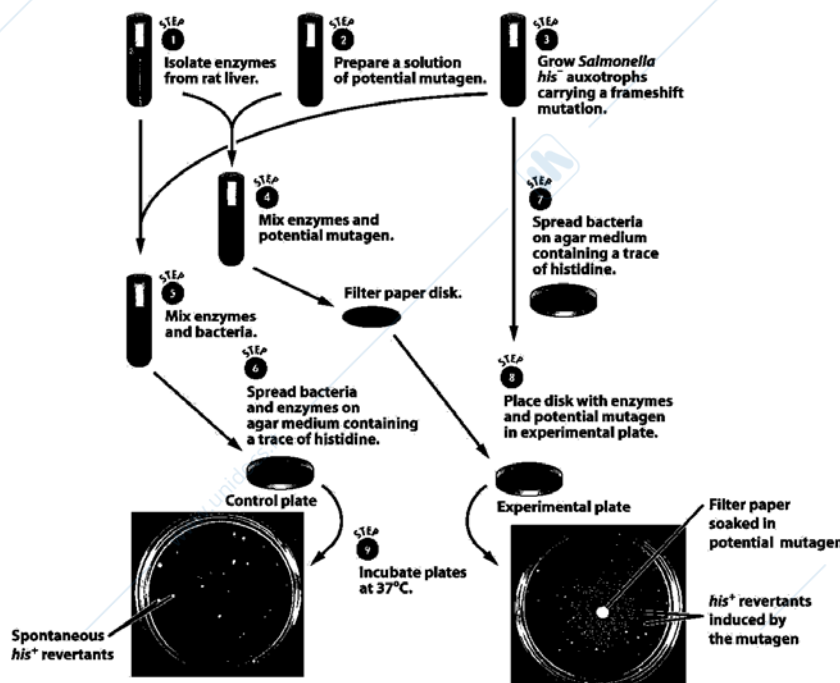 STEP
1
Isolate enzymes
from rat liver.
STEP
2
Prepare a solution
of potential mutagen.
STEP
3
Grow Salmonella
his⁻ auxotrophs
carrying a frameshift
mutation.
STEP
4
Mix enzymes and
potential mutagen.
STEP
5
Mix enzymes
and bacteria.
Filter paper disk.
STEP
6
Spread bacteria
and enzymes on
agar medium containing
a trace of histidine.
Control plate
STEP
7
Spread bacteria
on agar medium
containing a trace
of histidine.
STEP
8
Place disk with enzymes
and potential mutagen
in experimental plate.
Experimental plate
STEP
9
Incubate plates
at 37°C.
Spontaneous
his⁺ revertants
Filter paper
soaked in
potential mutagen
his⁺ revertants
induced by
the mutagen